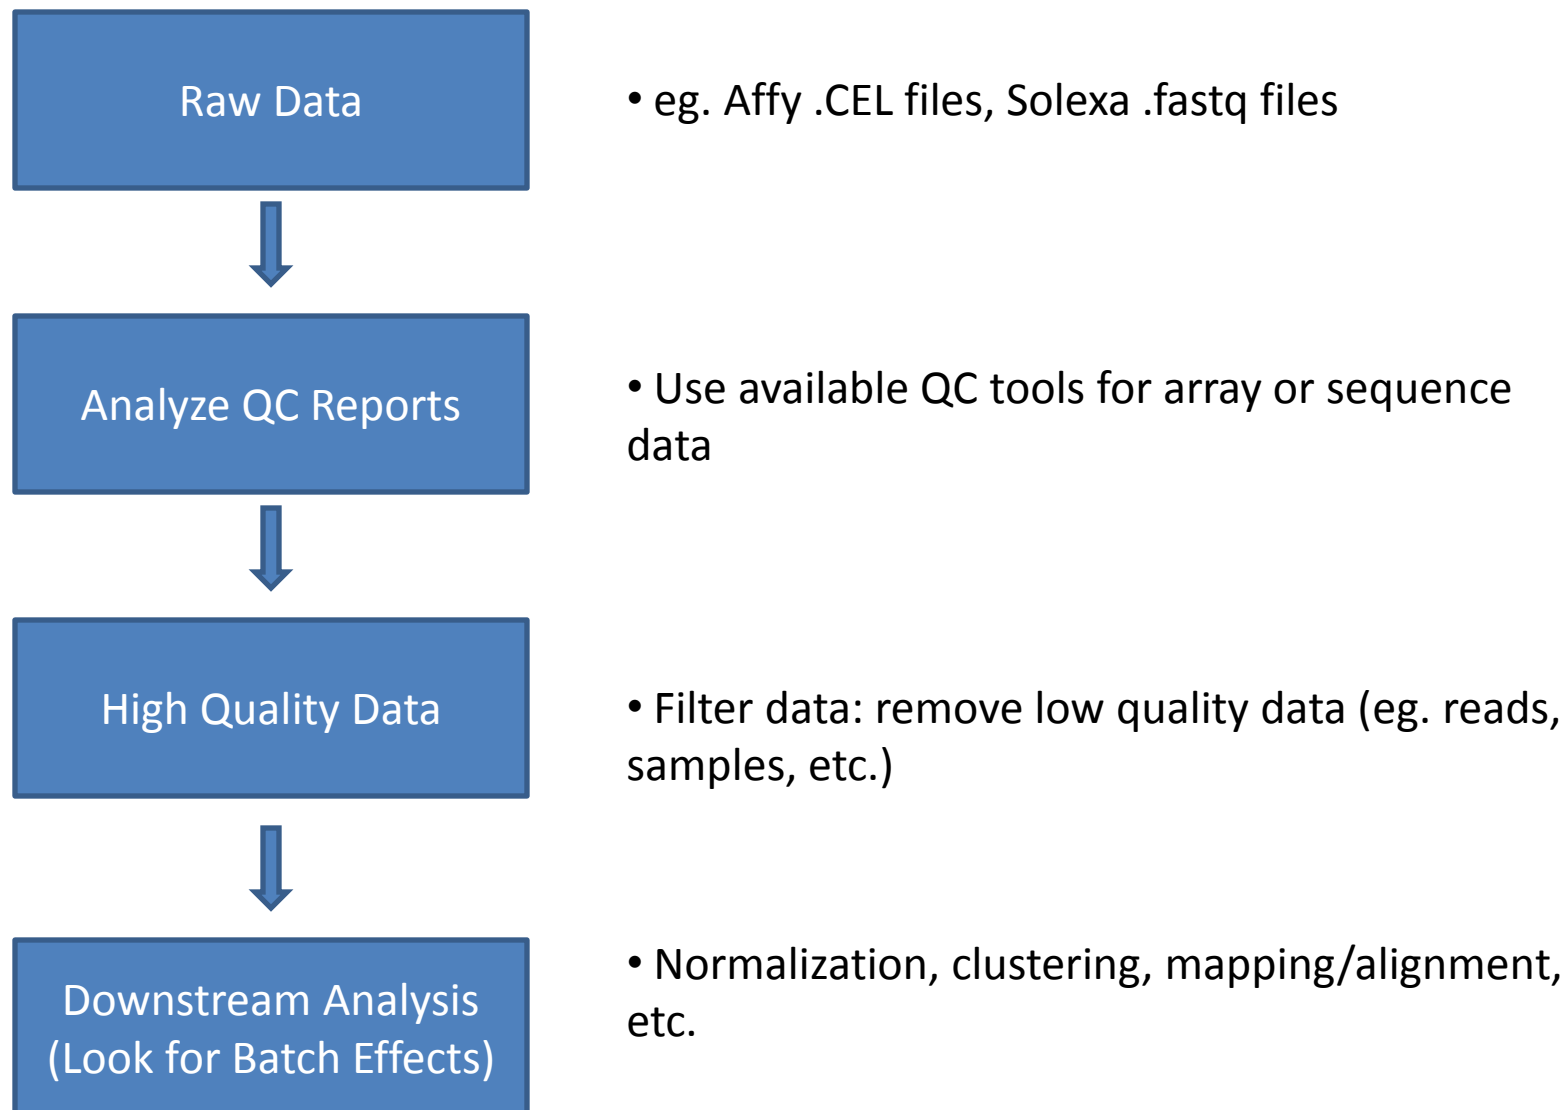 Raw Data
• eg. Affy .CEL files, Solexa .fastq files
Analyze QC Reports
• Use available QC tools for array or sequence
data
High Quality Data
• Filter data: remove low quality data (eg. reads,
samples, etc.)
Downstream Analysis
(Look for Batch Effects)
• Normalization, clustering, mapping/alignment,
etc.